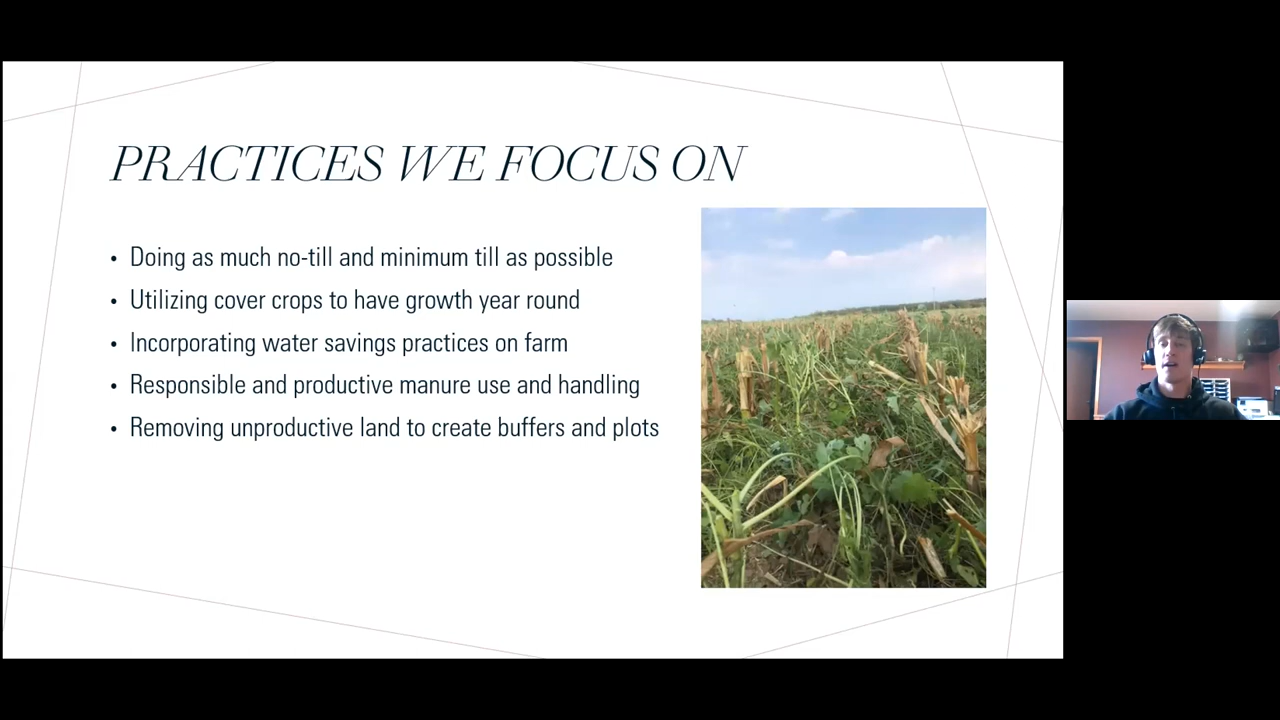 PRACTICES WE FOCUS ON
• Doing as much no-till and minimum till as possible
• Utilizing cover crops to have growth year round
• Incorporating water savings practices on farm
• Responsible and productive manure use and handling
• Removing unproductive land to create buffers and plots